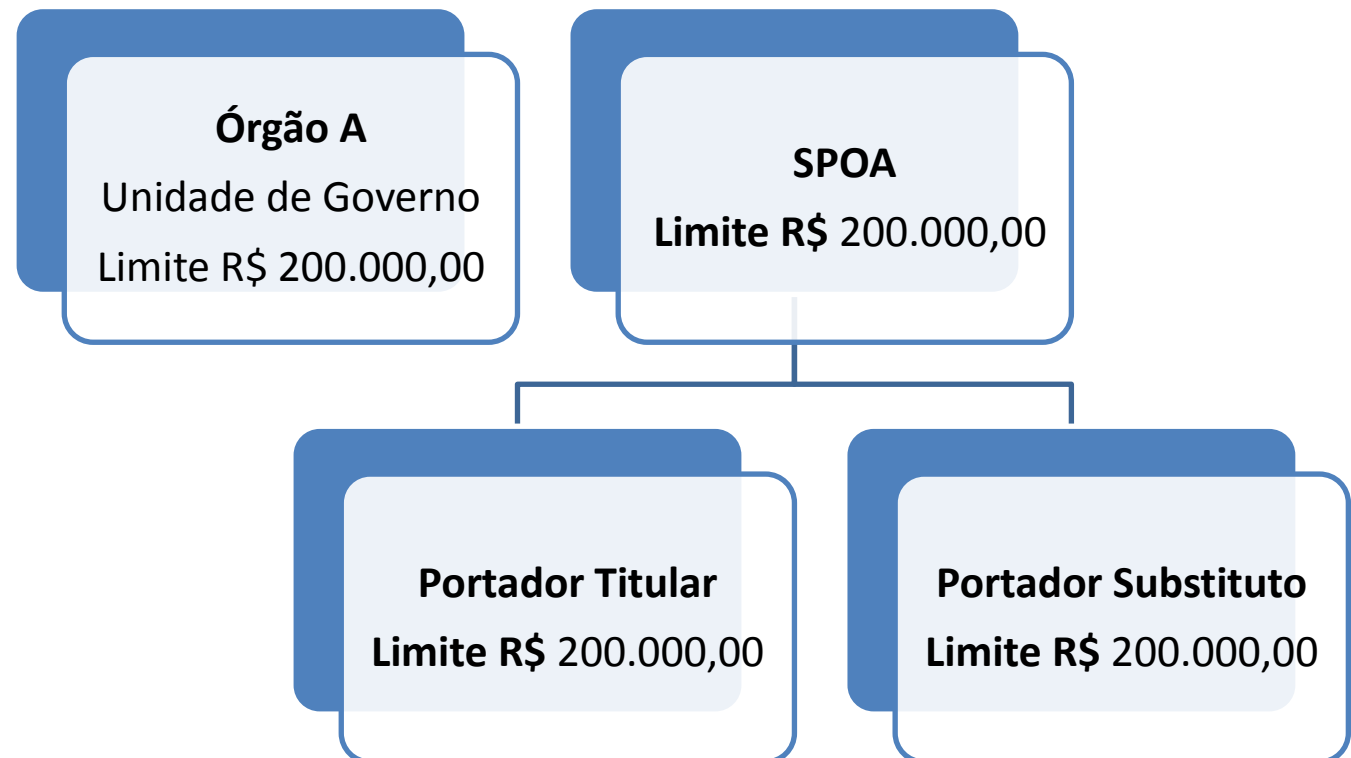 Órgão A
Unidade de Governo
Limite R$ 200.000,00
SPOA
Limite R$ 200.000,00
Portador Titular
Limite R$ 200.000,00
Portador Substituto
Limite R$ 200.000,00